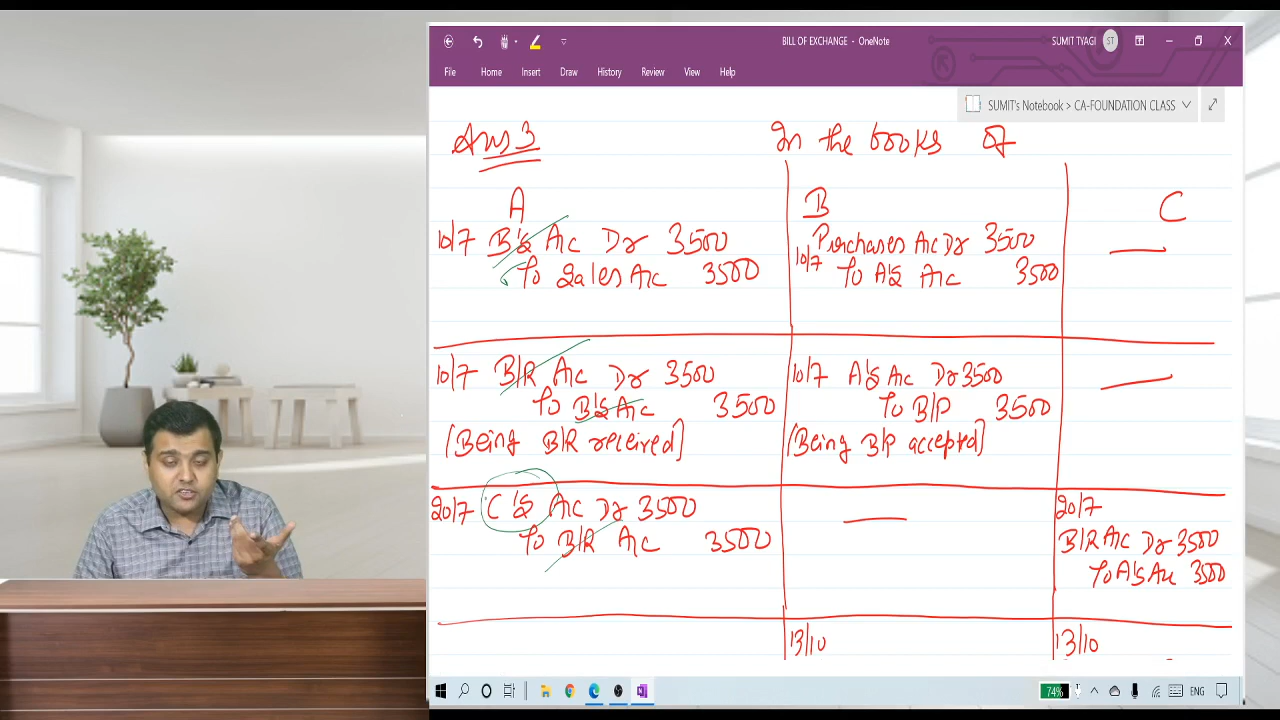 BILL OF EXCHANGE - OneNote
SUMIT TYAGI ST
File Home Insert Draw History Review View Help
SUMIT's Notebook > CA-FOUNDATION CLASS
Ans 3
In the books of
A
B
C
10/7 B's A/c Dr 3500
To Sales A/c 3500
Purchases A/c Dr 3500
10/7 To A's A/c 3500
10/7 B/R A/c Dr 3500
To B's A/c 3500
(Being B/R received)
10/7 A's A/c Dr 3500
To B/P 3500
(Being B/P accepted)
20/7 C's A/c Dr 3500
To B/R A/c 3500
20/7
B/R A/c Dr 3500
To A's A/c 3500
13/10
13/10
74%
ENG